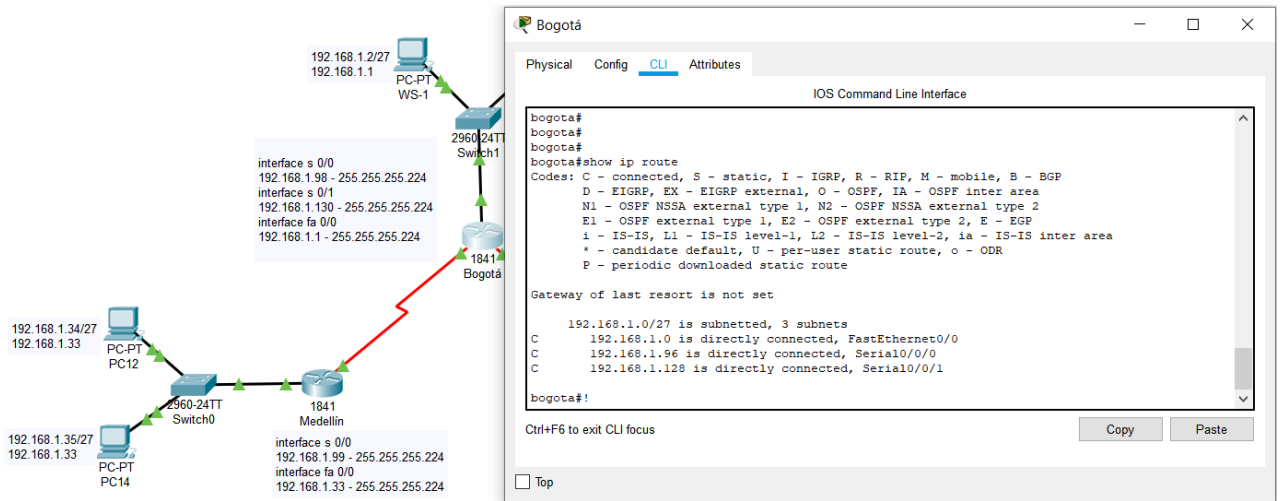 192.168.1.2/27
192.168.1.1
PC-PT
WS-1
2960-24TT
Switch1
interface s 0/0
192.168.1.98 - 255.255.255.224
interface s 0/1
192.168.1.130 - 255.255.255.224
interface fa 0/0
192.168.1.1 - 255.255.255.224
1841
Bogotá
192.168.1.34/27
192.168.1.33
PC-PT
PC12
2960-24TT
Switch0
1841
Medellín
192.168.1.35/27
192.168.1.33
PC-PT
PC14
interface s 0/0
192.168.1.99 - 255.255.255.224
interface fa 0/0
192.168.1.33 - 255.255.255.224
Bogotá
Physical Config CLI Attributes
IOS Command Line Interface
bogota#
bogota#
bogota#
bogota#show ip route
Codes: C - connected, S - static, I - IGRP, R - RIP, M - mobile, B - BGP
D - EIGRP, EX - EIGRP external, O - OSPF, IA - OSPF inter area
N1 - OSPF NSSA external type 1, N2 - OSPF NSSA external type 2
E1 - OSPF external type 1, E2 - OSPF external type 2, E - EGP
i - IS-IS, L1 - IS-IS level-1, L2 - IS-IS level-2, ia - IS-IS inter area
* - candidate default, U - per-user static route, o - ODR
P - periodic downloaded static route
Gateway of last resort is not set
192.168.1.0/27 is subnetted, 3 subnets
C 192.168.1.0 is directly connected, FastEthernet0/0
C 192.168.1.96 is directly connected, Serial0/0/0
C 192.168.1.128 is directly connected, Serial0/0/1
bogota#!
Ctrl+F6 to exit CLI focus
Copy
Paste
Top